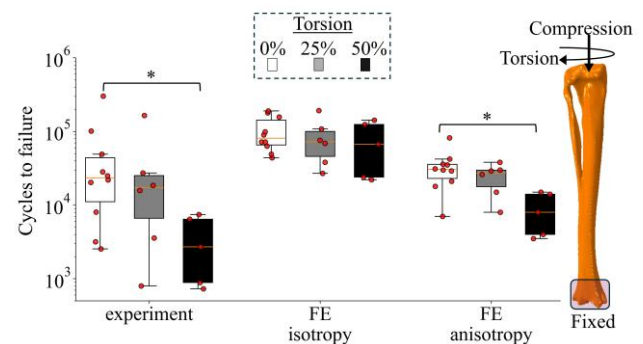 Torsion
0% 25% 50%
Compression
Torsion
Cycles to failure
10^6
10^5
10^4
10^3
*
*
experiment
FE
isotropy
FE
anisotropy
Fixed